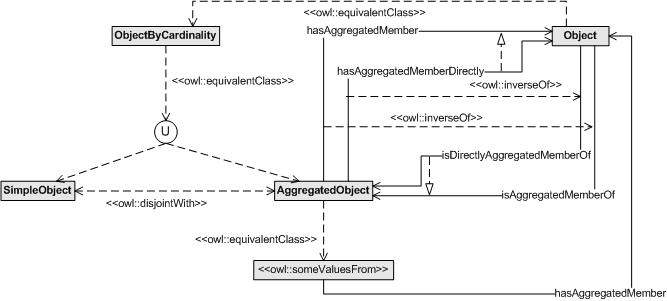 <<owl::equivalentClass>>
hasAggregatedMember
ObjectByCardinality
Object
hasAggregatedMemberDirectly
<<owl::equivalentClass>>
<<owl::inverseOf>>
<<owl::inverseOf>>
U
isDirectlyAggregatedMemberOf
SimpleObject
AggregatedObject
isAggregatedMemberOf
<<owl::disjointWith>>
<<owl::equivalentClass>>
<<owl::someValuesFrom>>
hasAggregatedMember